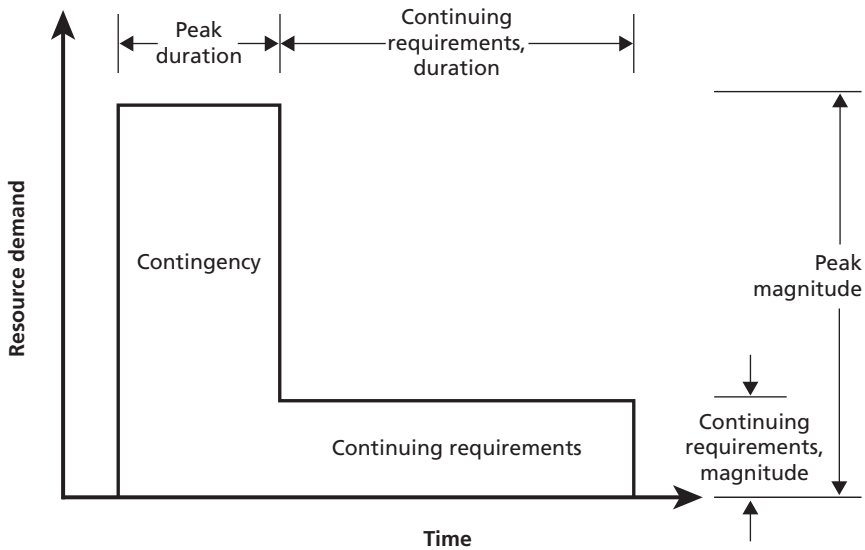 Peak
duration
Continuing
requirements,
duration
Resource demand
Contingency
Peak
magnitude
Continuing requirements
Continuing
requirements,
magnitude
Time